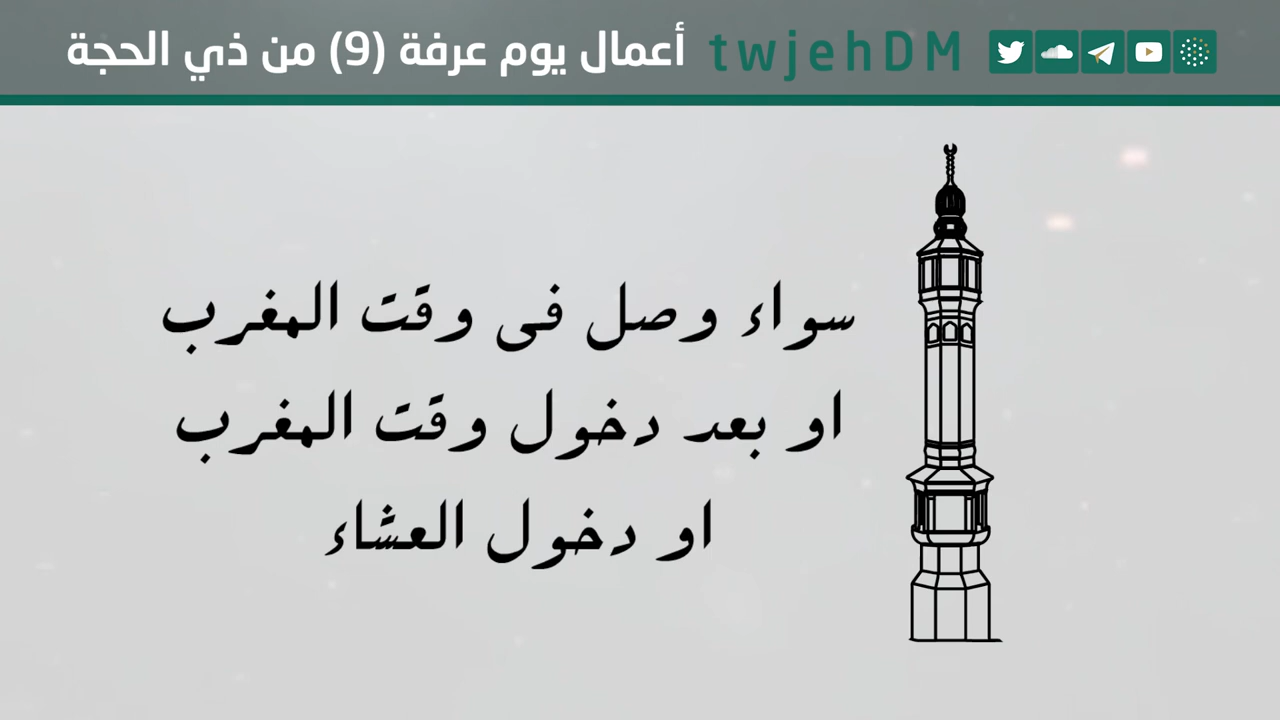 أعمال يوم عرفة (9) من ذي الحجة twjehDM
سواء وصل فى وقت المغرب
او بعد دخول وقت المغرب
او دخول العشاء